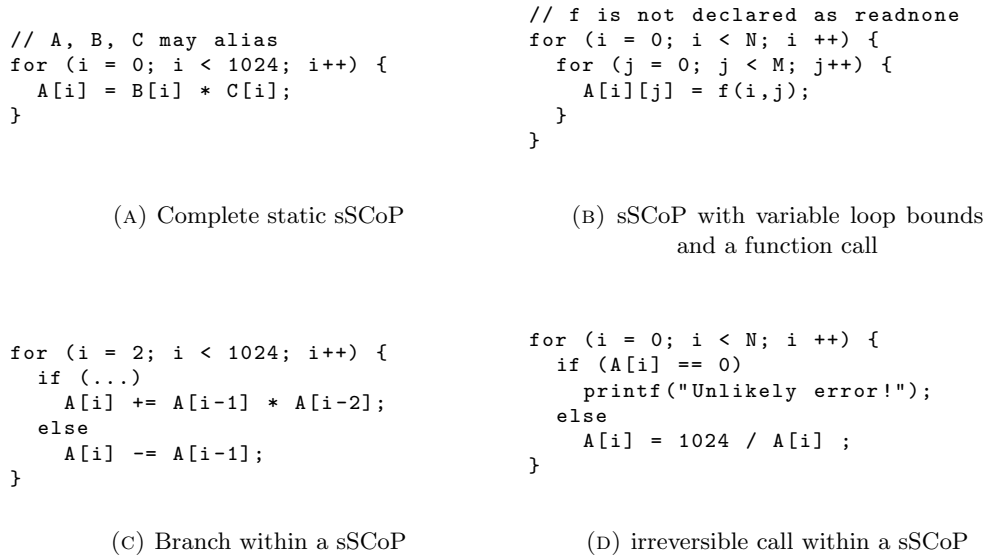 // A, B, C may alias
for (i = 0; i < 1024; i++) {
  A[i] = B[i] * C[i];
}
(A) Complete static sSCoP
// f is not declared as readnone
for (i = 0; i < N; i ++) {
  for (j = 0; j < M; j++) {
    A[i][j] = f(i,j);
  }
}
(B) sSCoP with variable loop bounds
and a function call
for (i = 2; i < 1024; i++) {
  if (...)
    A[i] += A[i-1] * A[i-2];
  else
    A[i] -= A[i-1];
}
(C) Branch within a sSCoP
for (i = 0; i < N; i ++) {
  if (A[i] == 0)
    printf("Unlikely error!");
  else
    A[i] = 1024 / A[i] ;
}
(D) irreversible call within a sSCoP